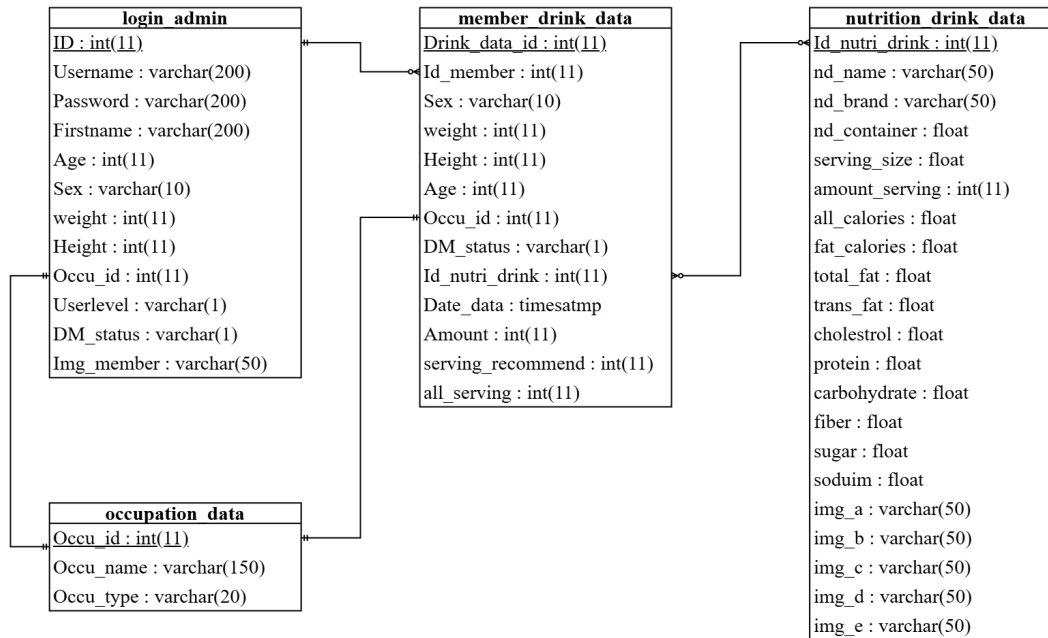 login_admin
ID : int(11)
Username : varchar(200)
Password : varchar(200)
Firstname : varchar(200)
Age : int(11)
Sex : varchar(10)
weight : int(11)
Height : int(11)
Occu_id : int(11)
Userlevel : varchar(1)
DM_status : varchar(1)
Img_member : varchar(50)
occupation_data
Occu_id : int(11)
Occu_name : varchar(150)
Occu_type : varchar(20)
member_drink_data
Drink_data_id : int(11)
Id_member : int(11)
Sex : varchar(10)
weight : int(11)
Height : int(11)
Age : int(11)
Occu_id : int(11)
DM_status : varchar(1)
Id_nutri_drink : int(11)
Date_data : timesatmp
Amount : int(11)
serving_recommend : int(11)
all_serving : int(11)
nutrition_drink_data
Id_nutri_drink : int(11)
nd_name : varchar(50)
nd_brand : varchar(50)
nd_container : float
serving_size : float
amount_serving : int(11)
all_calories : float
fat_calories : float
total_fat : float
trans_fat : float
cholestrol : float
protein : float
carbohydrate : float
fiber : float
sugar : float
soduim : float
img_a : varchar(50)
img_b : varchar(50)
img_c : varchar(50)
img_d : varchar(50)
img_e : varchar(50)